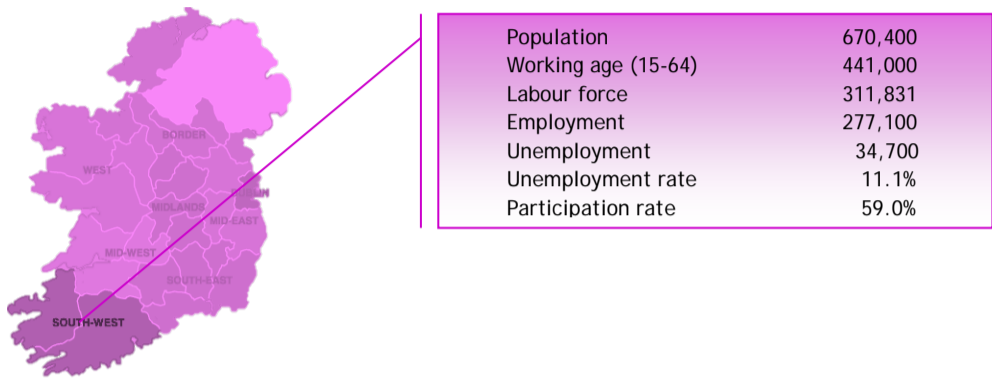 Population 670,400
Working age (15-64) 441,000
Labour force 311,831
Employment 277,100
Unemployment 34,700
Unemployment rate 11.1%
Participation rate 59.0%
BORDER
WEST
DUBLIN
MIDLANDS
MID-EAST
MID-WEST
SOUTH-EAST
SOUTH-WEST